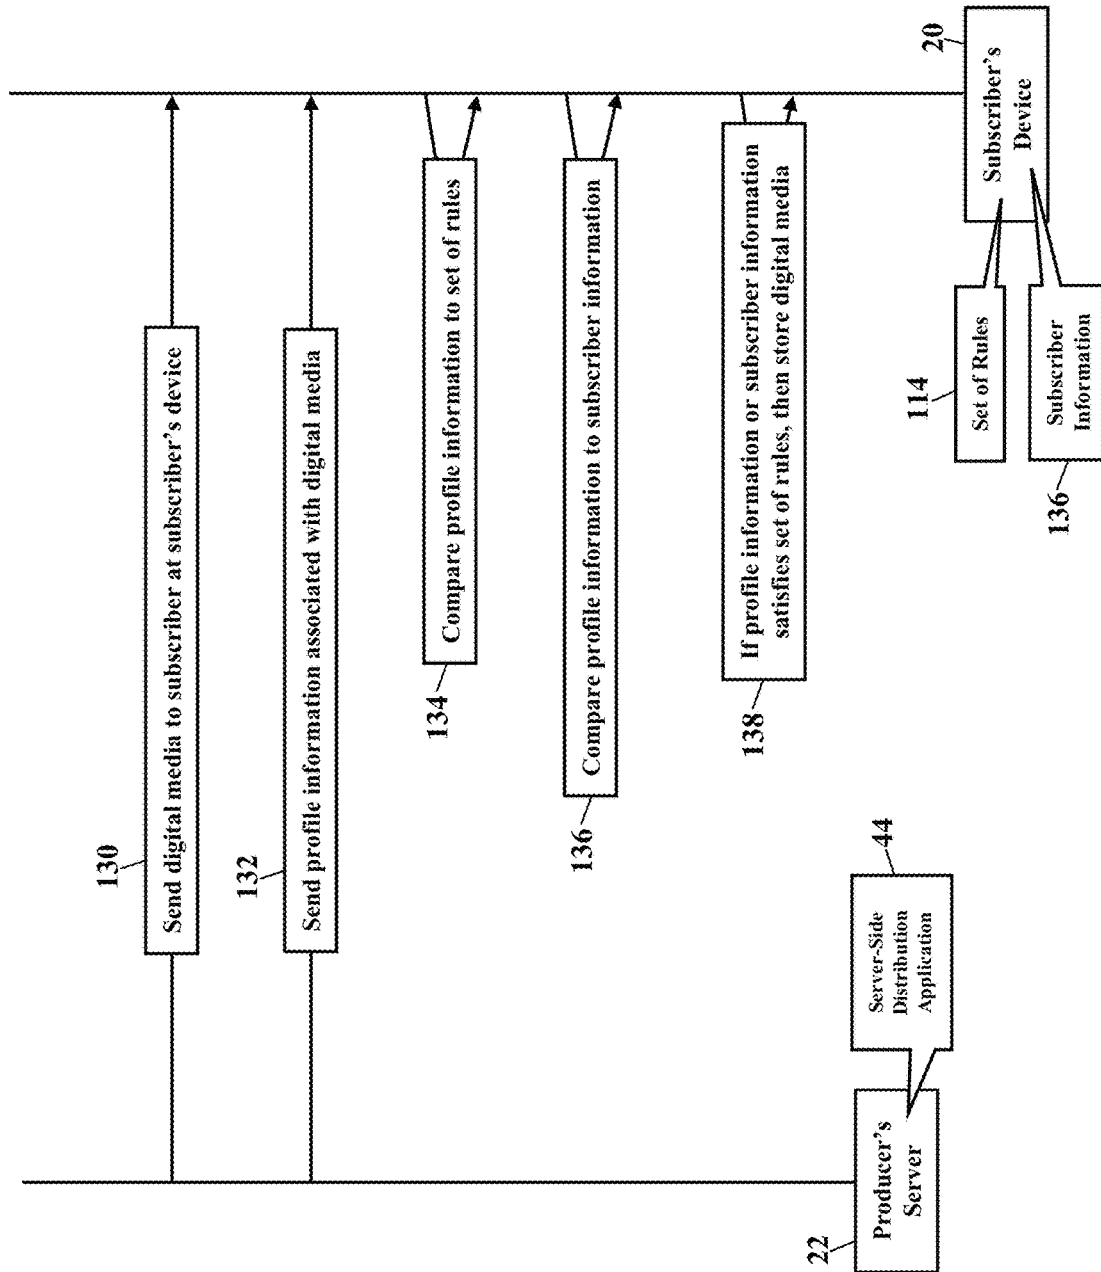 130
Send digital media to subscriber at subscriber's device
132
Send profile information associated with digital media
134
Compare profile information to set of rules
136
Compare profile information to subscriber information
138
If profile information or subscriber information
satisfies set of rules, then store digital media
22
Producer's
Server
44
Server-Side
Distribution
Application
114
Set of Rules
136
Subscriber
Information
20
Subscriber's
Device